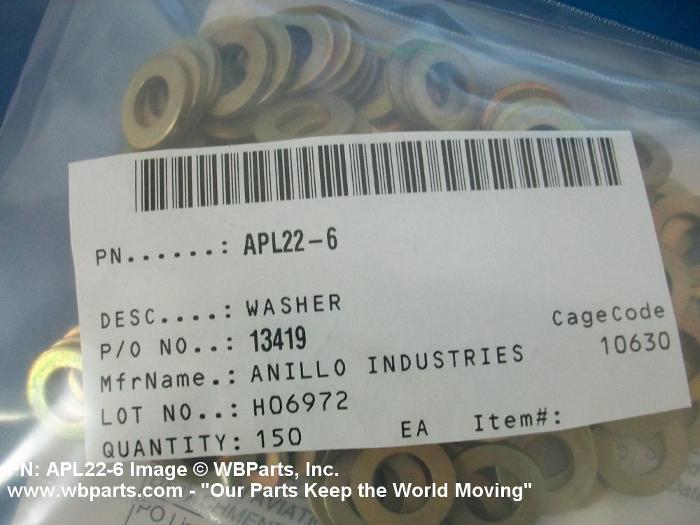 PN......: APL22-6
DESC....: WASHER
P/O NO..: 13419
CageCode
MfrName.: ANILLO INDUSTRIES
10630
LOT NO..: H06972
QUANTITY: 150 EA Item#:
PN: APL22-6 Image © WBParts, Inc.
www.wbparts.com - "Our Parts Keep the World Moving"